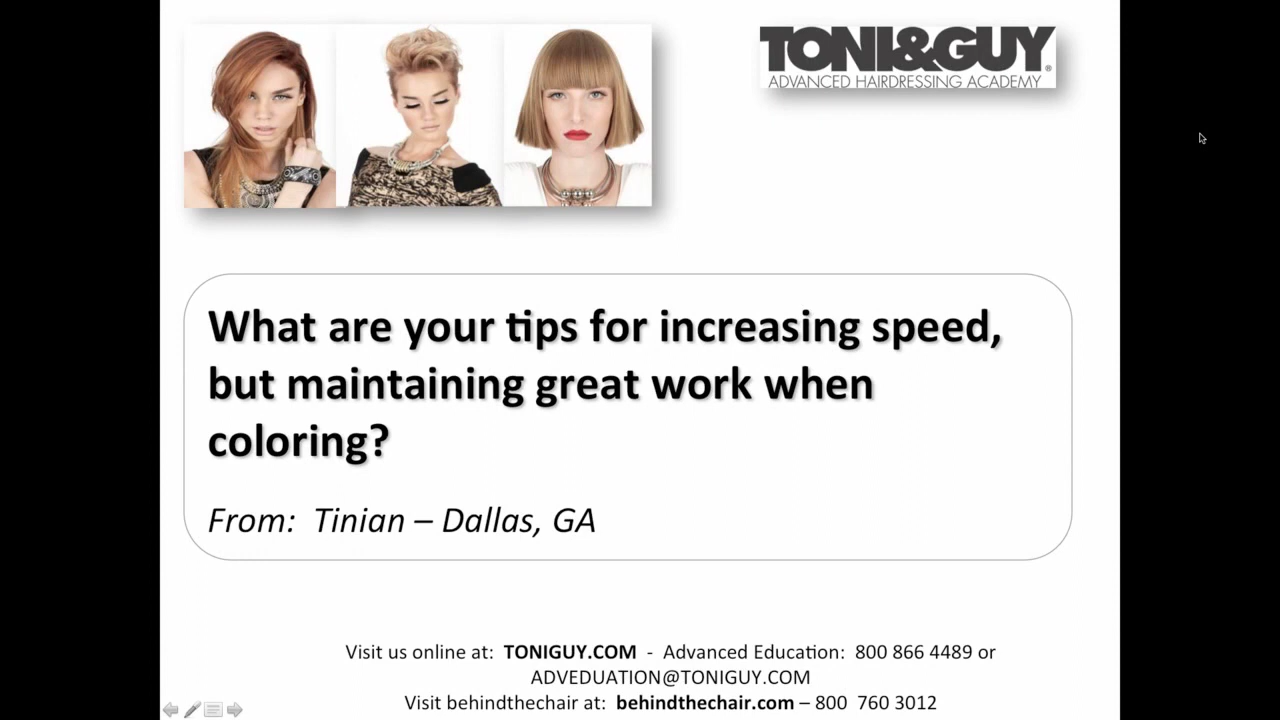 TONI&GUY®
ADVANCED HAIRDRESSING ACADEMY
What are your tips for increasing speed,
but maintaining great work when
coloring?
From: Tinian – Dallas, GA
Visit us online at: TONIGUY.COM - Advanced Education: 800 866 4489 or
ADVEDUATION@TONIGUY.COM
Visit behindthechair at: behindthechair.com – 800 760 3012